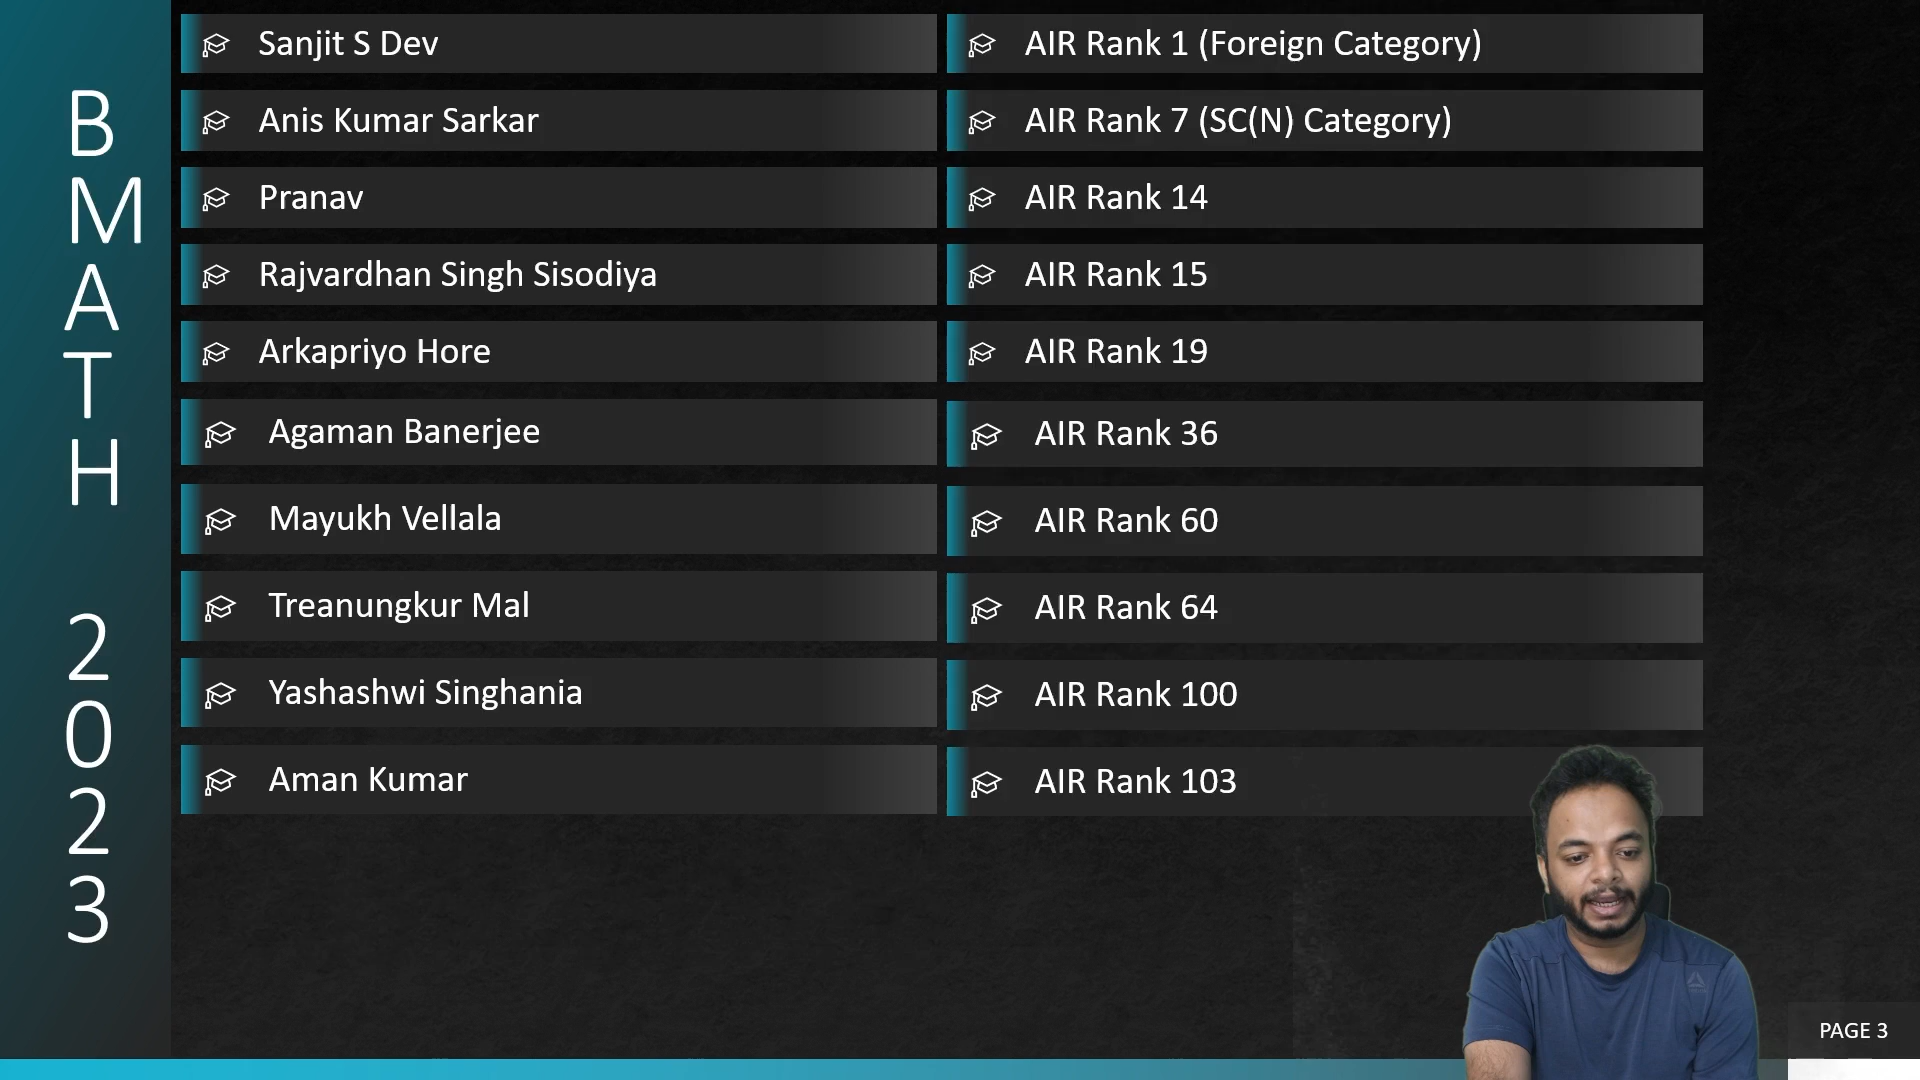 B MATH 2023
Sanjit S Dev
AIR Rank 1 (Foreign Category)
Anis Kumar Sarkar
AIR Rank 7 (SC(N) Category)
Pranav
AIR Rank 14
Rajvardhan Singh Sisodiya
AIR Rank 15
Arkapriyo Hore
AIR Rank 19
Agaman Banerjee
AIR Rank 36
Mayukh Vellala
AIR Rank 60
Treanungkur Mal
AIR Rank 64
Yashashwi Singhania
AIR Rank 100
Aman Kumar
AIR Rank 103
PAGE 3